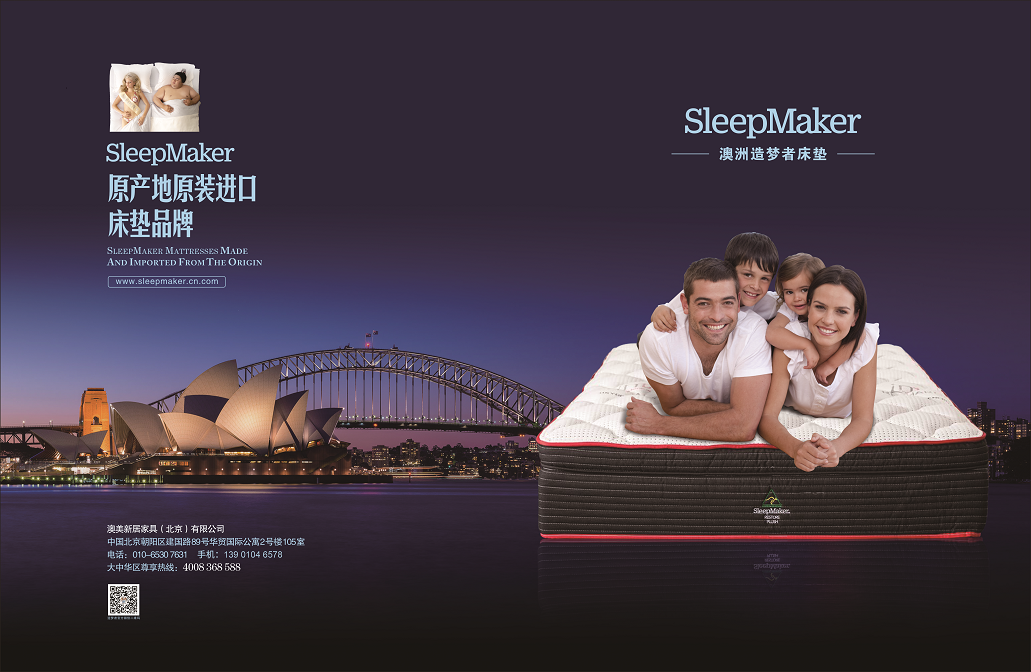 SleepMaker
原产地原装进口
床垫品牌
SLEEPMAKER MATTRESSES MADE
AND IMPORTED FROM THE ORIGIN
www.sleepmaker.cn.com
澳美新居家具（北京）有限公司
中国北京朝阳区建国路89号华贸国际公寓2号楼105室
电话：010–6530 7631 手机：139 0104 6578
大中华区尊享热线：4008 368 588
SleepMaker
澳洲造梦者床垫
SleepMaker
RESTORE
PLUSH